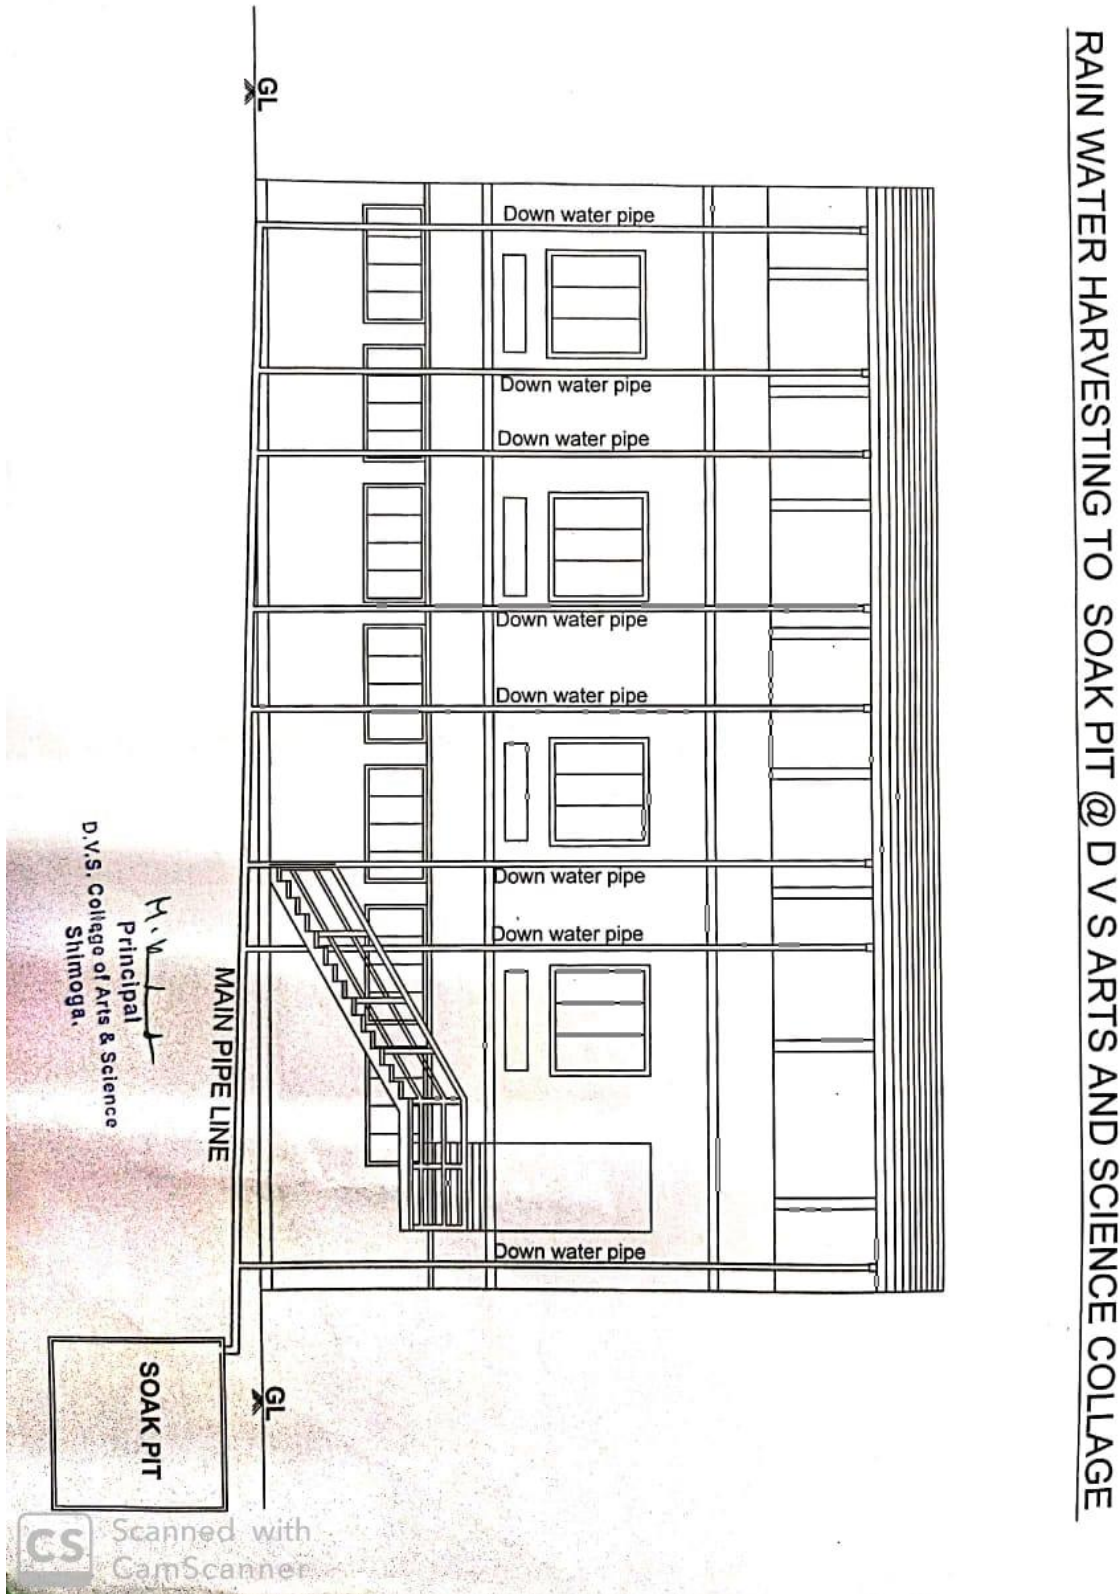 RAIN WATER HARVESTING TO SOAK PIT @ D V S ARTS AND SCIENCE COLLAGE
GL
Down water pipe
Down water pipe
Down water pipe
Down water pipe
Down water pipe
Down water pipe
Down water pipe
Down water pipe
GL
MAIN PIPE LINE
SOAK PIT
Principal
D.V.S. College of Arts & Science
Shimoga.
CS
Scanned with
CamScanner